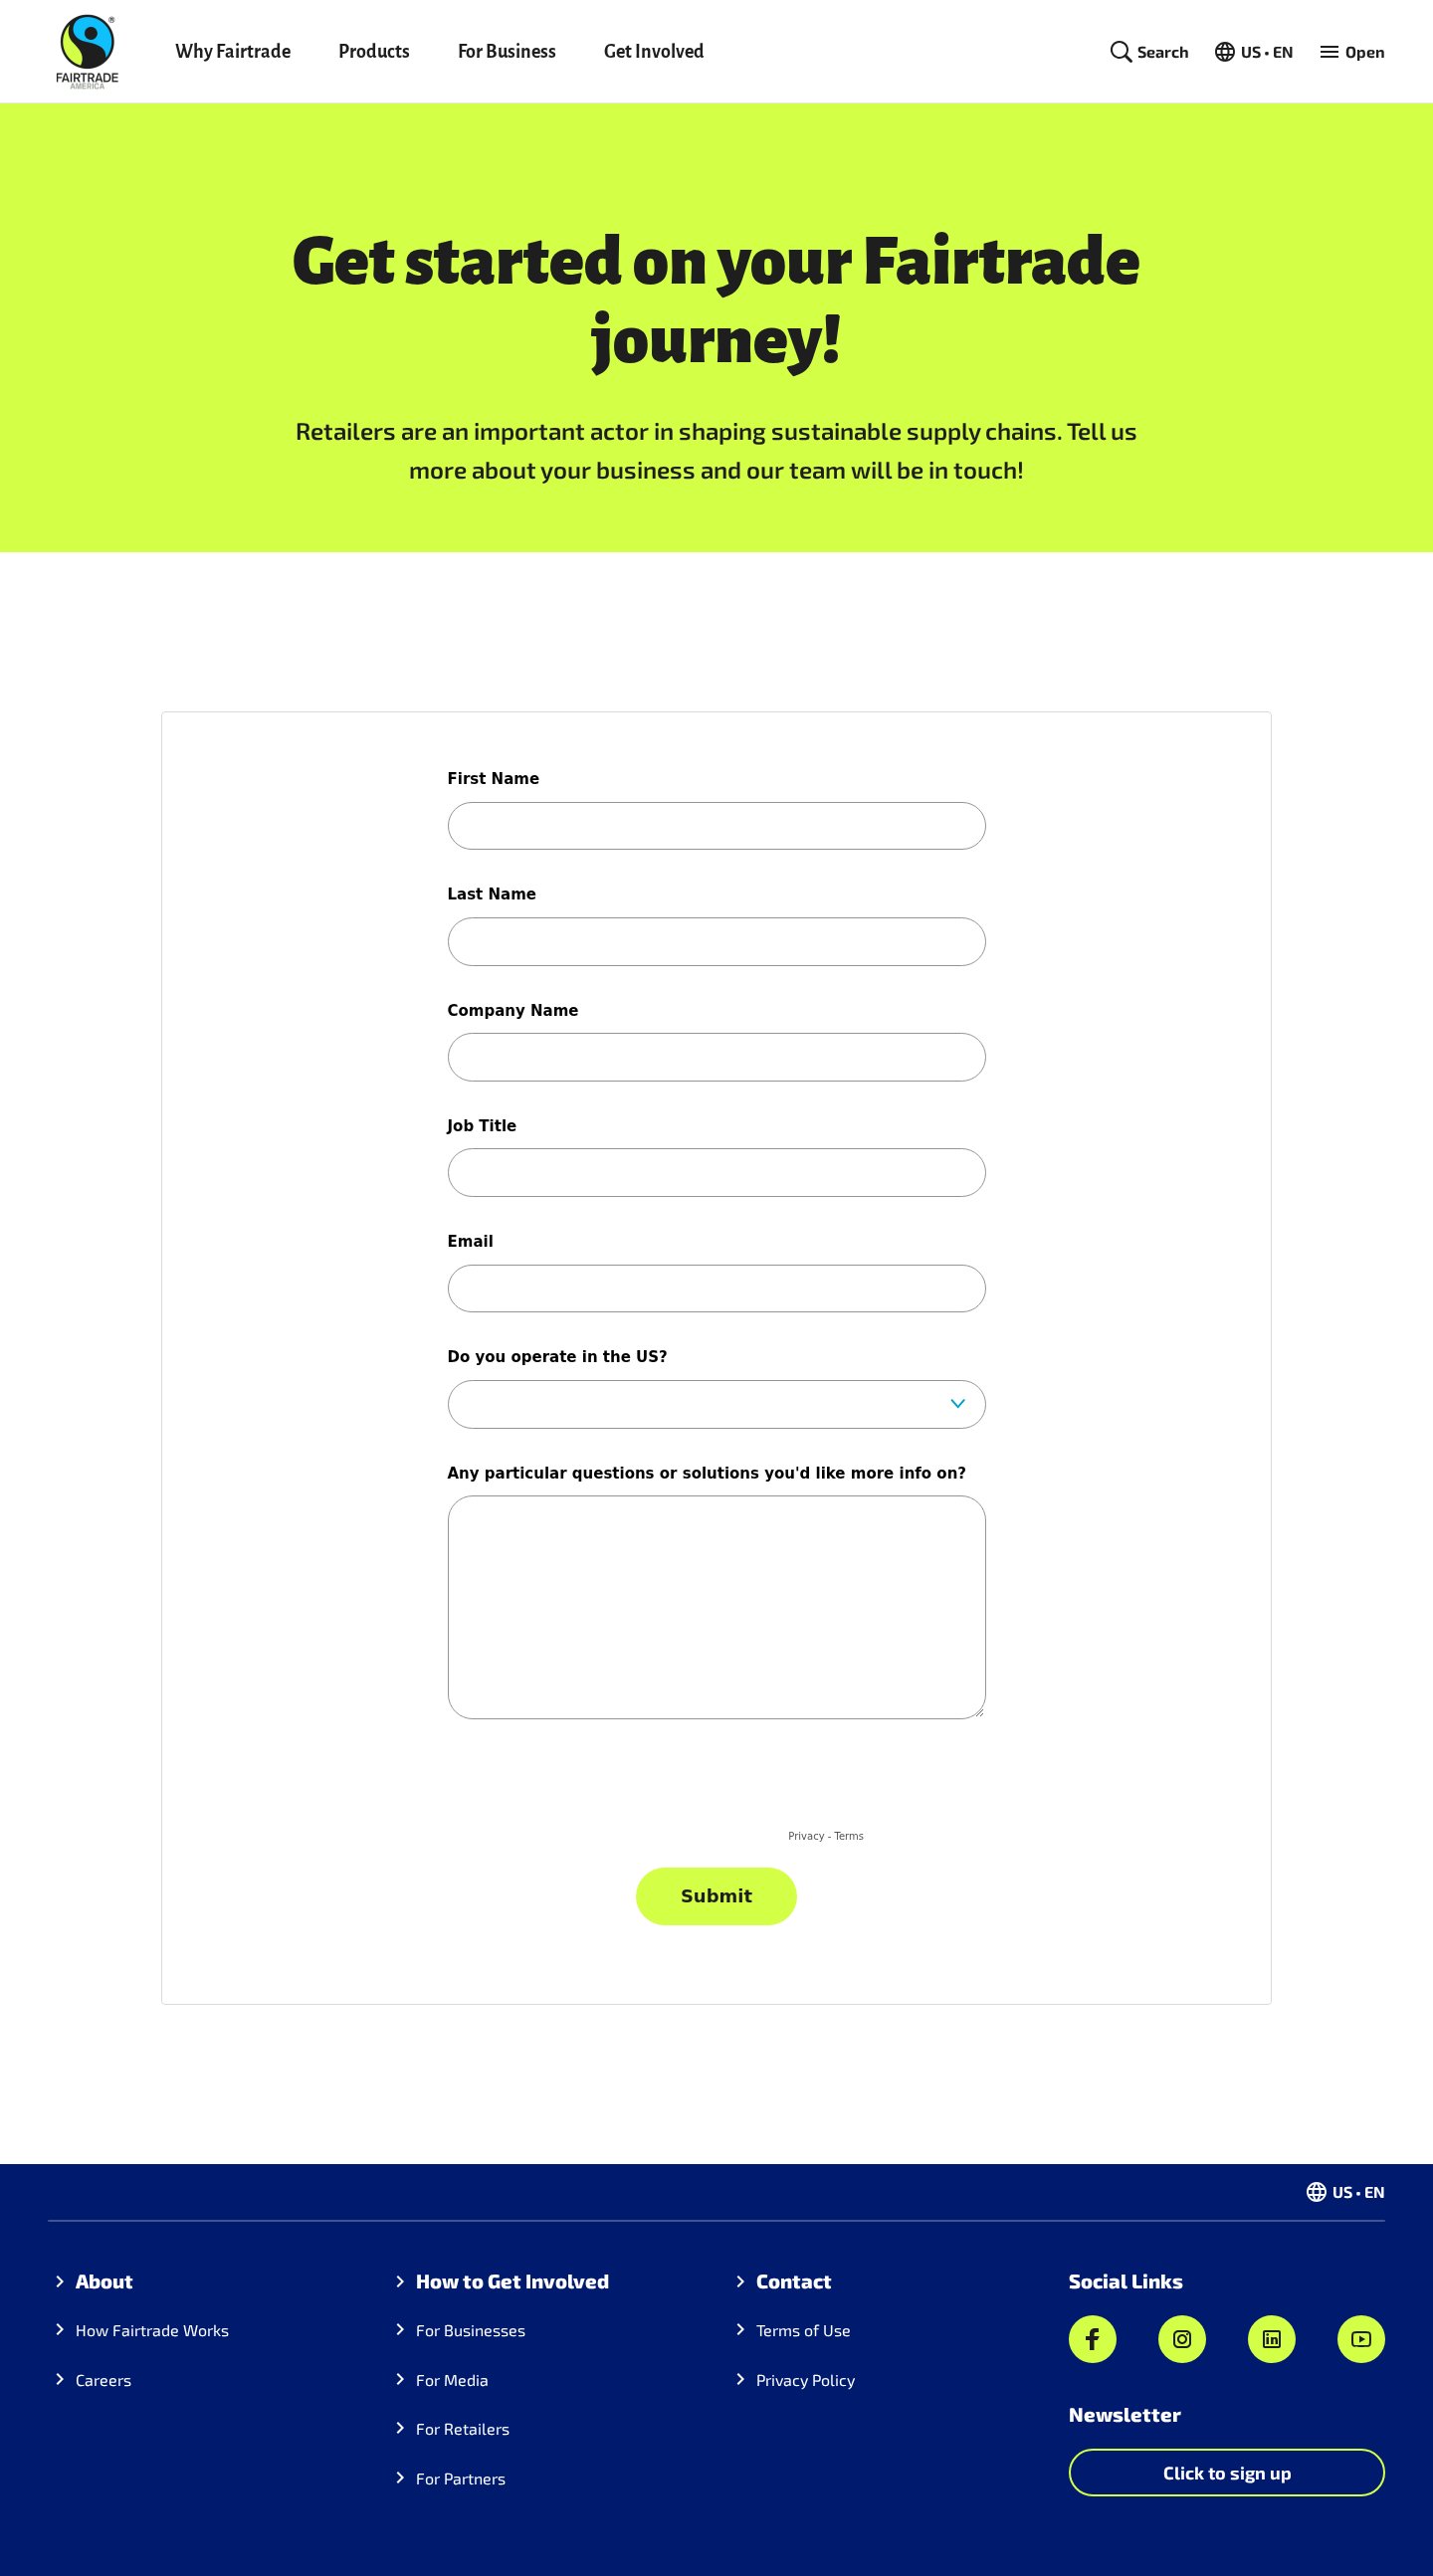 FAIRTRADE
AMERICA
®
Why Fairtrade
Products
For Business
Get Involved
Search
US • EN
Open
Get started on your Fairtrade
journey!
Retailers are an important actor in shaping sustainable supply chains. Tell us
more about your business and our team will be in touch!
First Name
Last Name
Company Name
Job Title
Email
Do you operate in the US?
Any particular questions or solutions you'd like more info on?
Privacy - Terms
Submit
US • EN
About
How Fairtrade Works
Careers
How to Get Involved
For Businesses
For Media
For Retailers
For Partners
Contact
Terms of Use
Privacy Policy
Social Links
Newsletter
Click to sign up